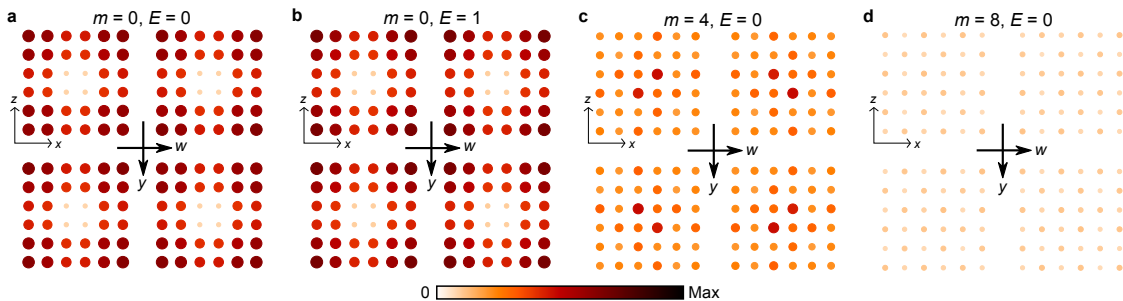 a
m = 0, E = 0
b
m = 0, E = 1
c
m = 4, E = 0
d
m = 8, E = 0
z
x
w
y
z
x
w
y
z
x
w
y
z
x
w
y
0
Max